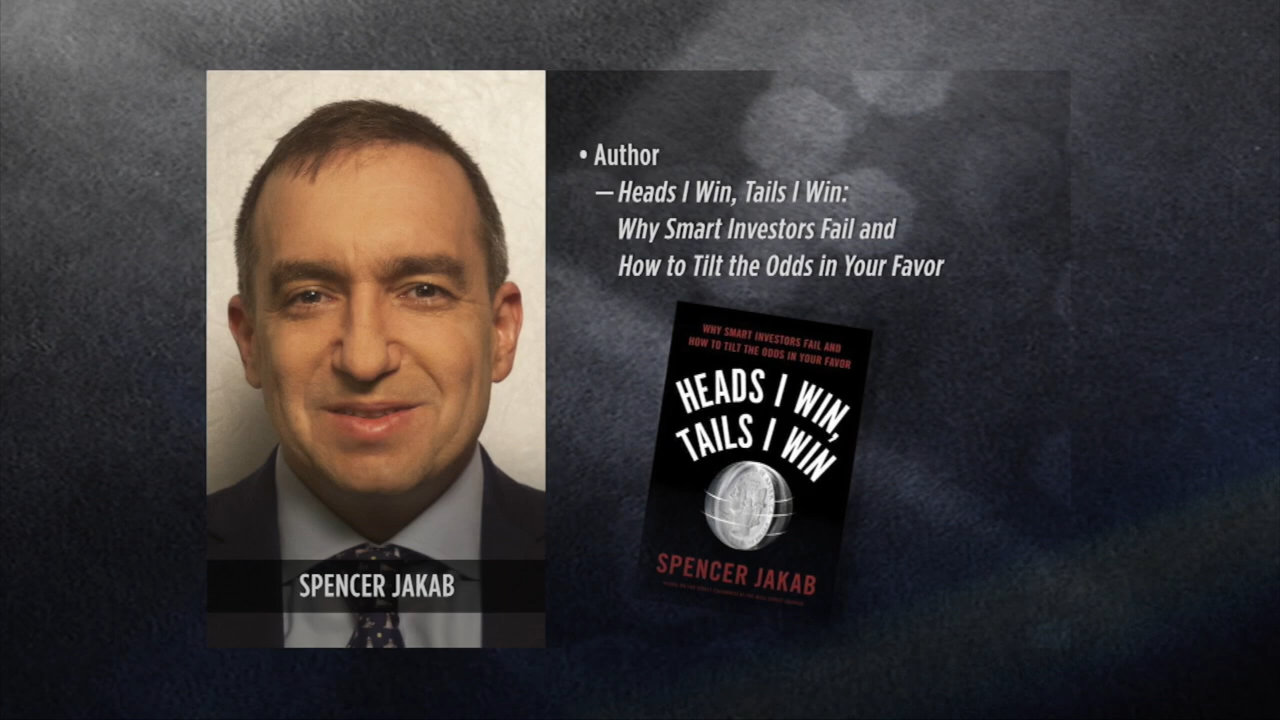 • Author
– Heads I Win, Tails I Win:
Why Smart Investors Fail and
How to Tilt the Odds in Your Favor
WHY SMART INVESTORS FAIL AND
HOW TO TILT THE ODDS IN YOUR FAVOR
HEADS I WIN,
TAILS I WIN
SPENCER JAKAB
SPENCER JAKAB